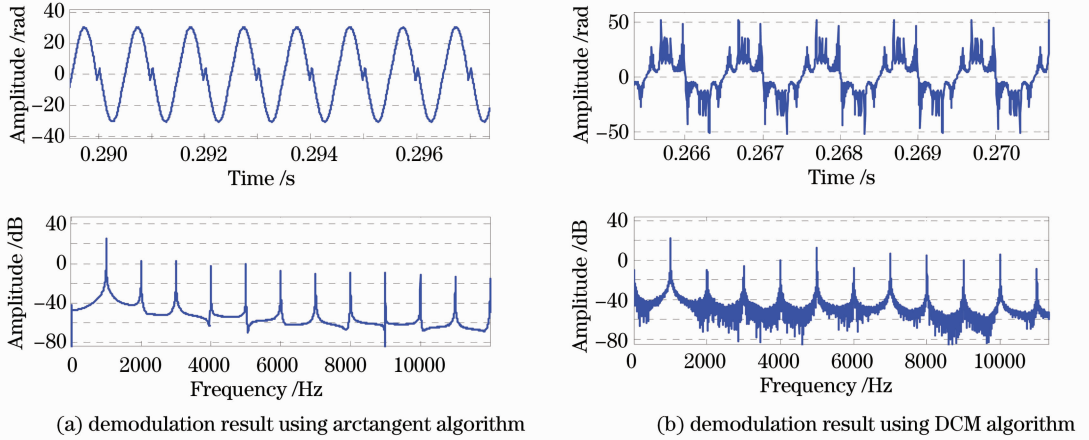 Amplitude /rad
40
20
0
−20
−40
0.290 0.292 0.294 0.296
Time /s
Amplitude /dB
40
0
−40
−80
0 2000 4000 6000 8000 10000
Frequency /Hz
(a) demodulation result using arctangent algorithm
Amplitude /rad
50
0
−50
0.266 0.267 0.268 0.269 0.270
Time /s
Amplitude /dB
40
0
−40
−80
0 2000 4000 6000 8000 10000
Frequency /Hz
(b) demodulation result using DCM algorithm